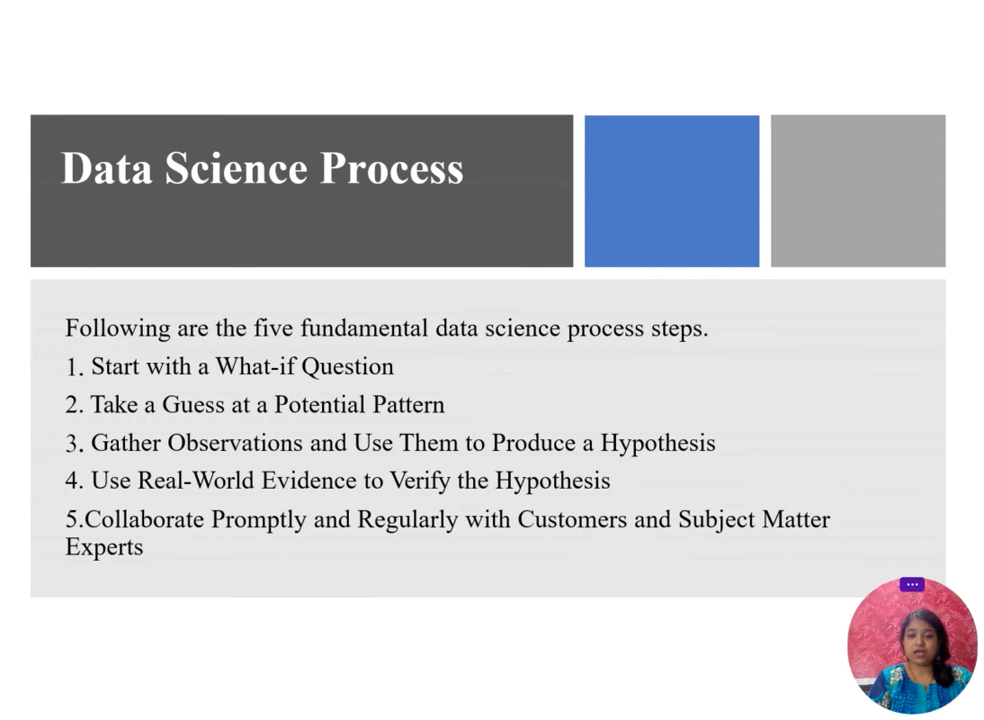 Data Science Process
Following are the five fundamental data science process steps.
1. Start with a What-if Question
2. Take a Guess at a Potential Pattern
3. Gather Observations and Use Them to Produce a Hypothesis
4. Use Real-World Evidence to Verify the Hypothesis
5.Collaborate Promptly and Regularly with Customers and Subject Matter
Experts